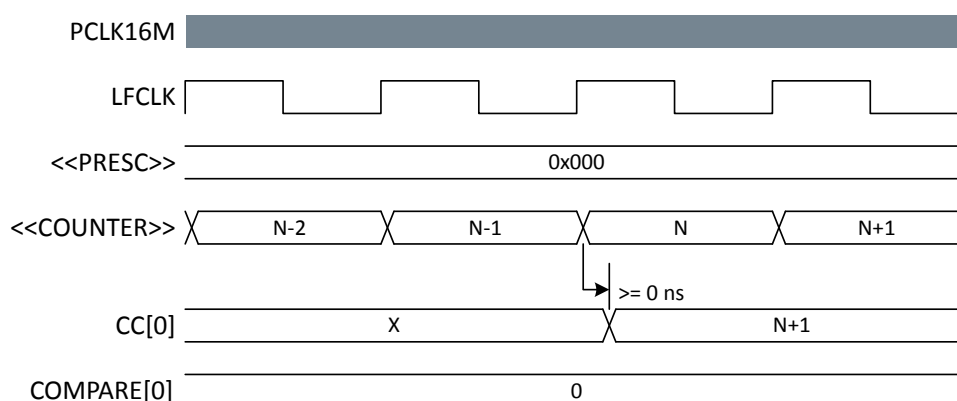 PCLK16M
LFCLK
<<PRESC>> 0x000
<<COUNTER>> N-2 N-1 N N+1
>= 0 ns
CC[0] X N+1
COMPARE[0] 0